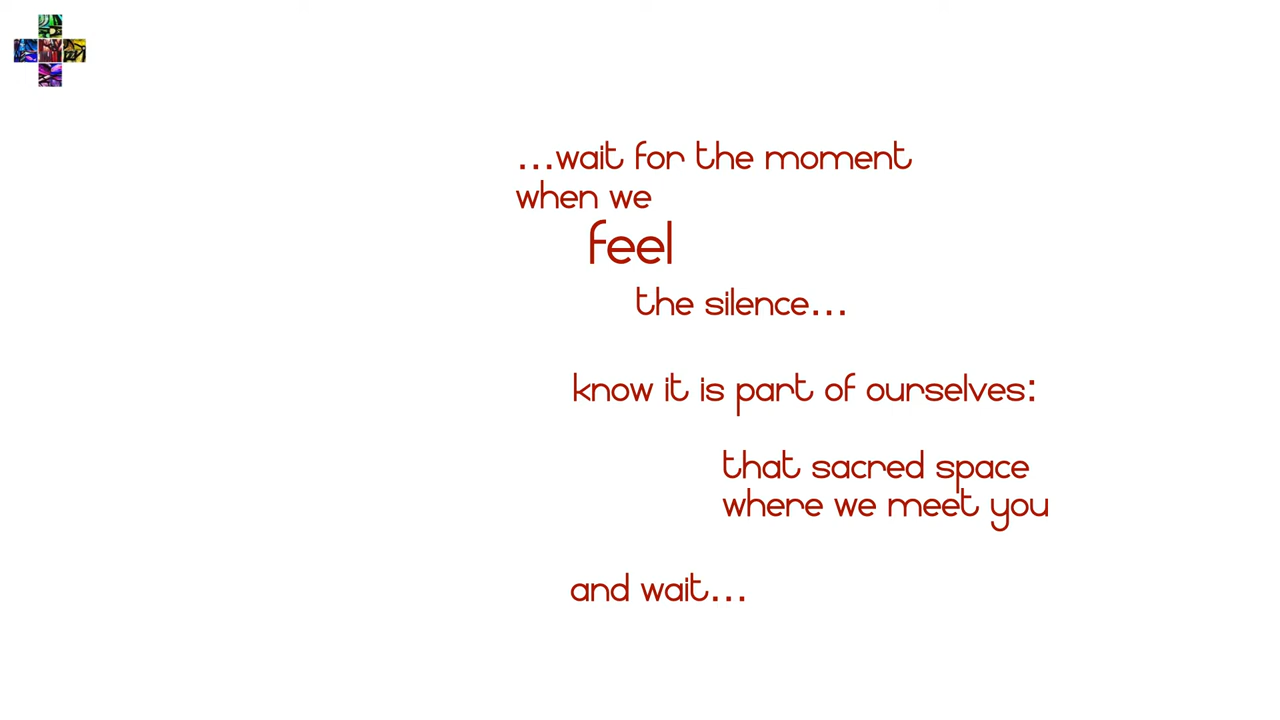 ...wait for the moment
when we
feel
the silence...
know it is part of ourselves:
that sacred space
where we meet you
and wait...